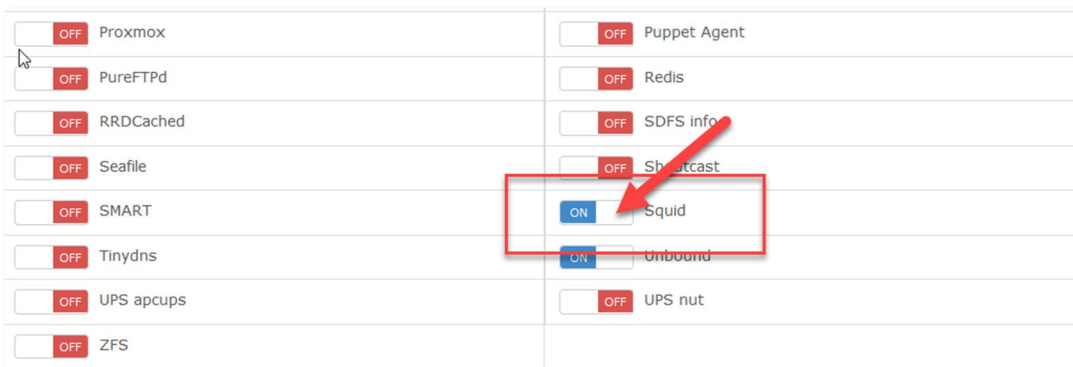 OFF Proxmox OFF Puppet Agent
OFF PureFTPd OFF Redis
OFF RRDCached OFF SDFS info
OFF Seafile OFF Shoutcast
OFF SMART ON Squid
OFF Tinydns ON Unbound
OFF UPS apcups OFF UPS nut
OFF ZFS